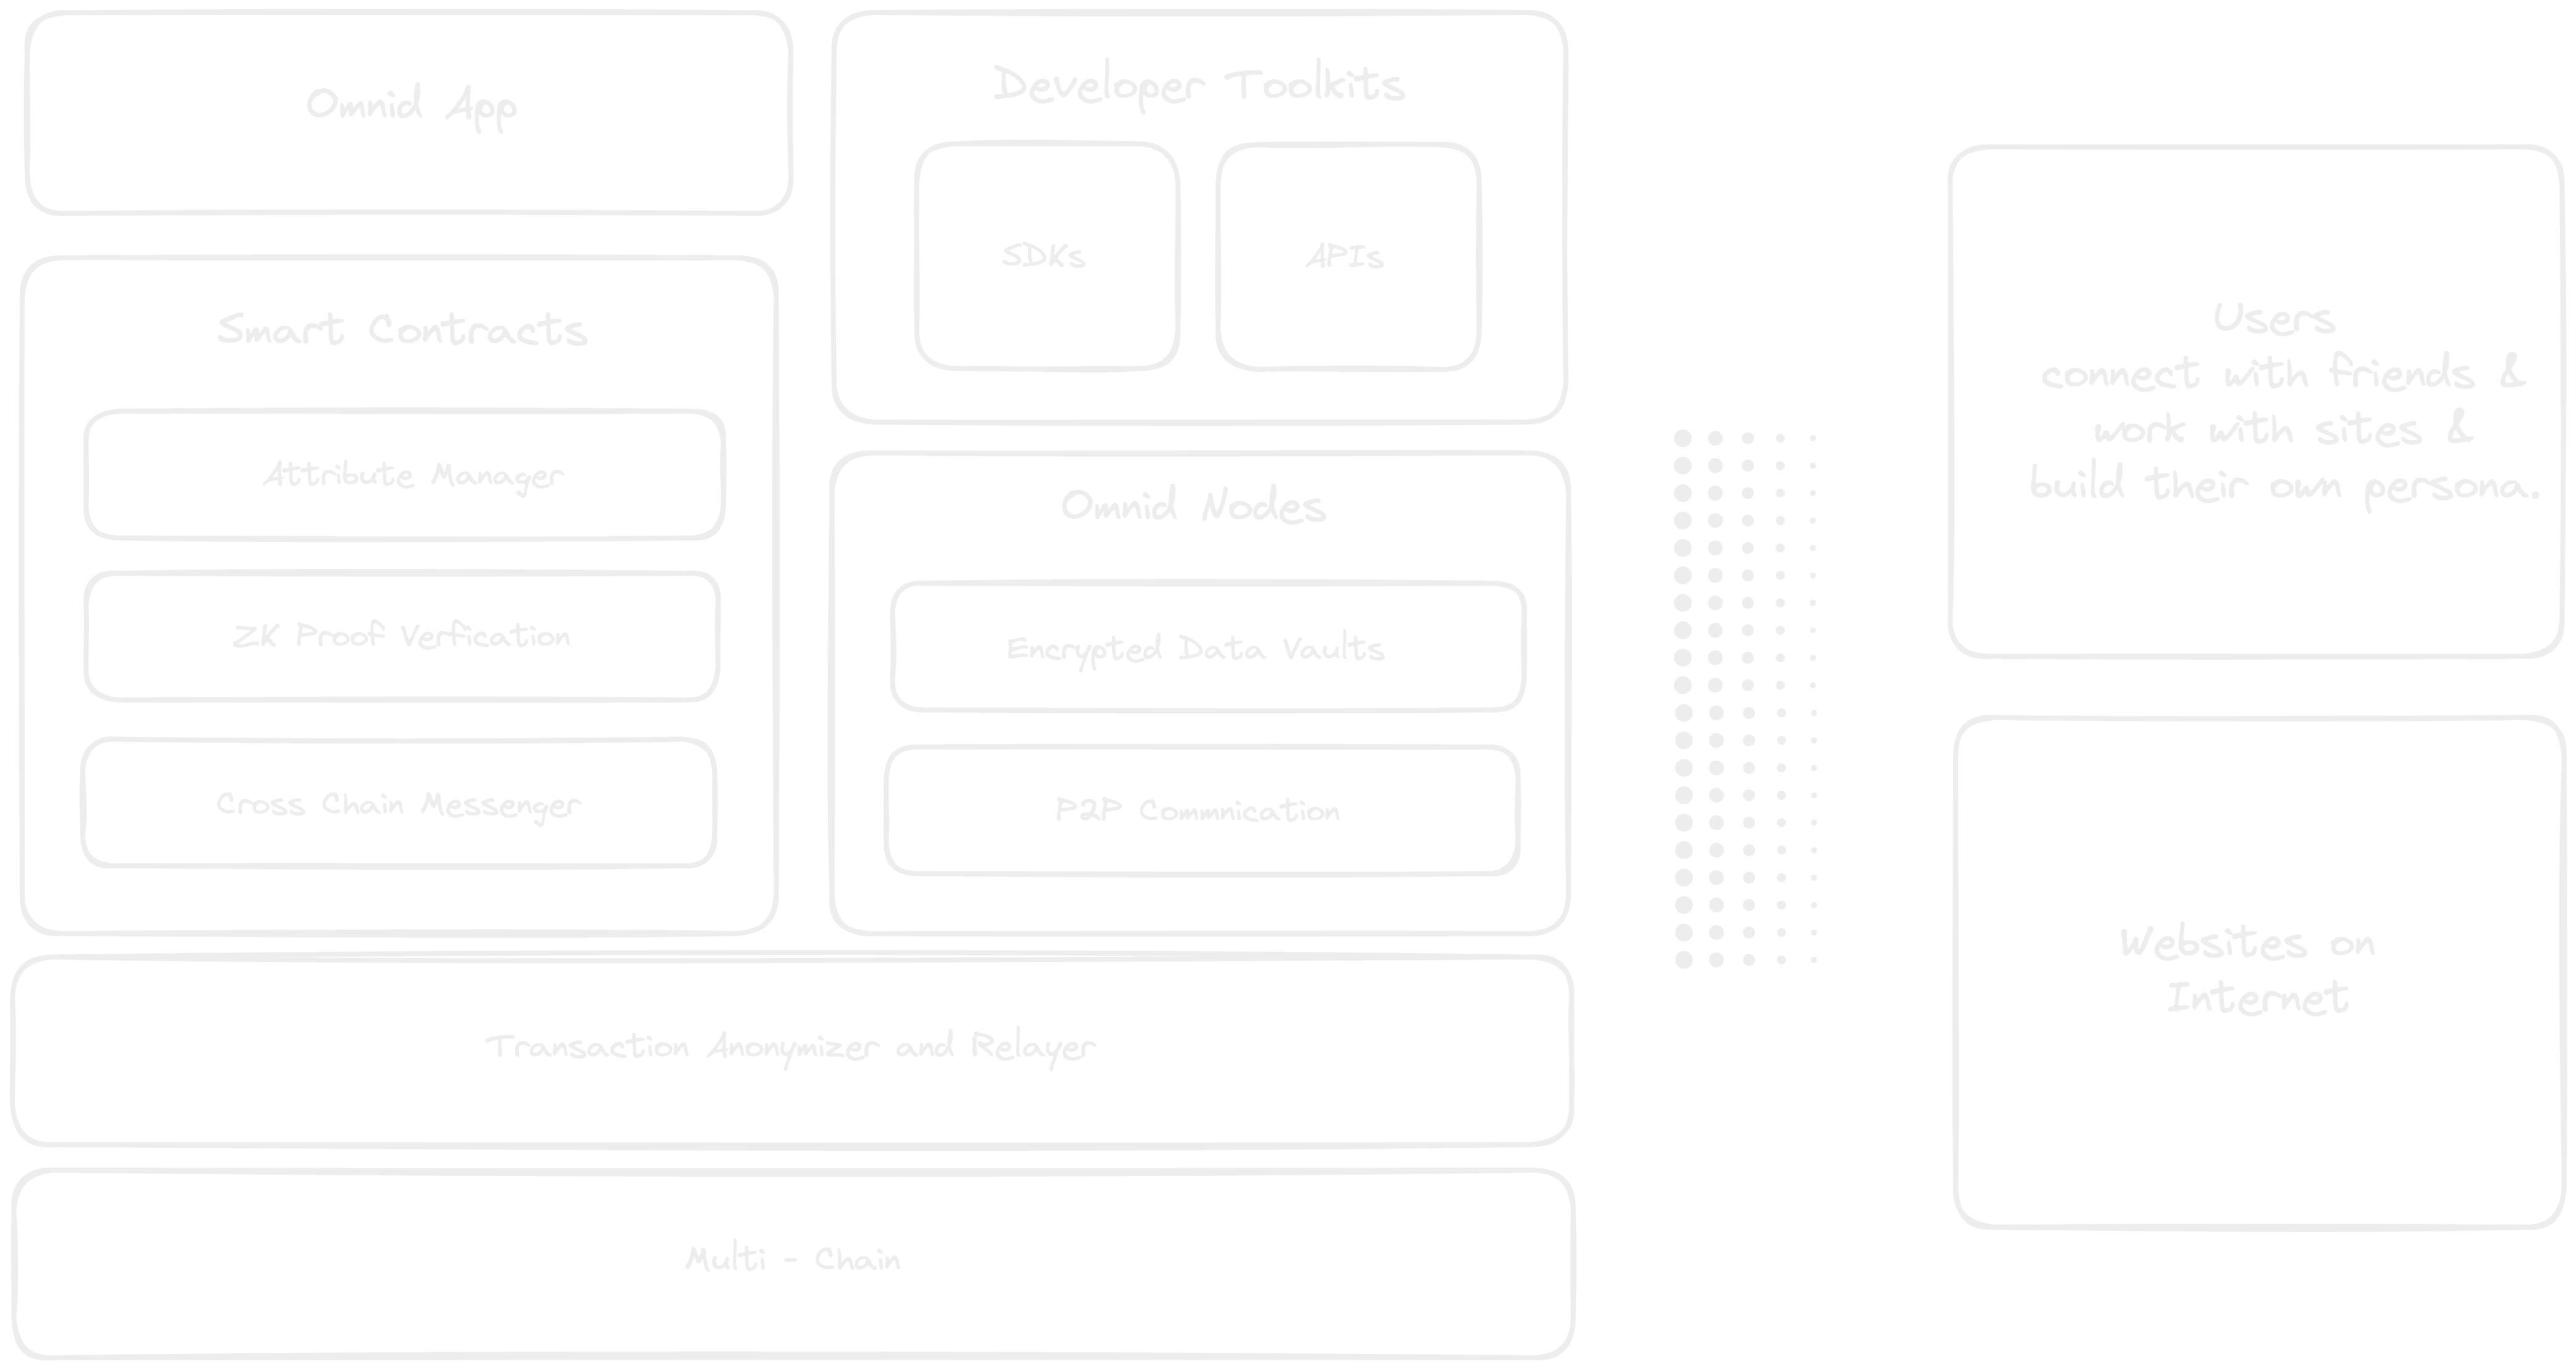 Omnid App
Developer Toolkits
SDKs
APIs
Smart Contracts
Attribute Manager
ZK Proof Verfication
Cross Chain Messenger
Omnid Nodes
Encrypted Data Vaults
P2P Commnication
Transaction Anonymizer and Relayer
Multi - Chain
Users
connect with friends &
work with sites &
build their own persona.
Websites on
Internet